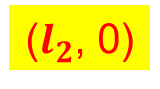 (l₂, 0)